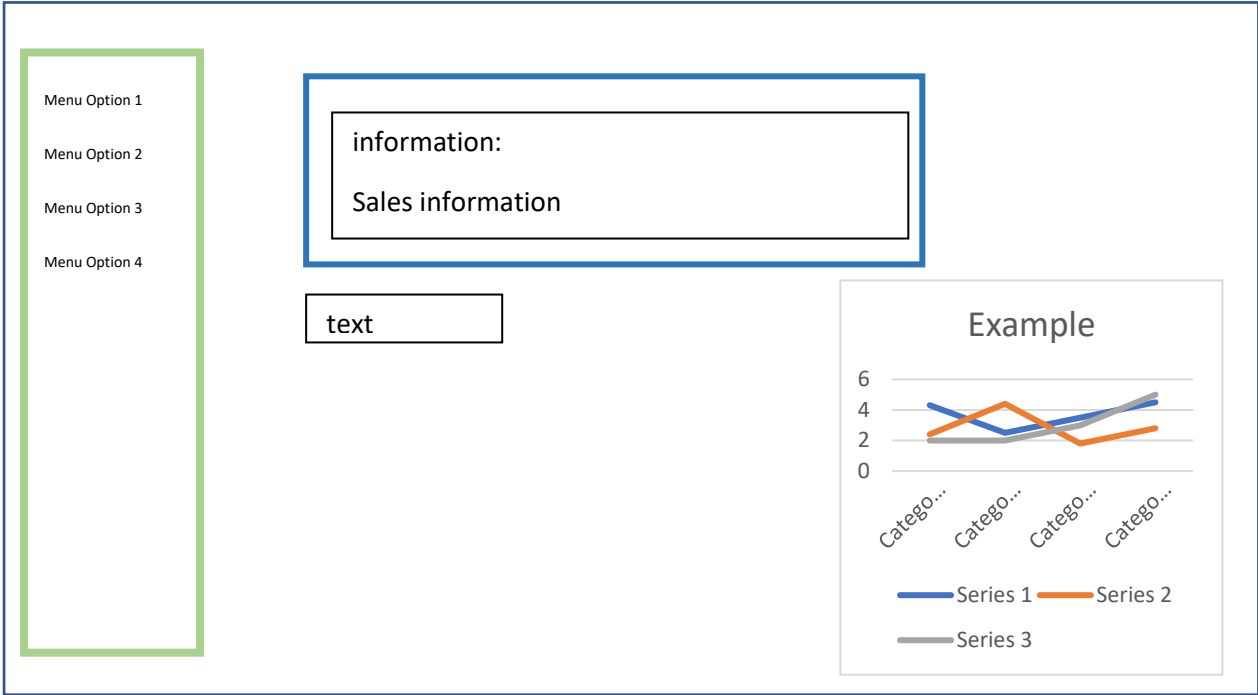 Menu Option 1
Menu Option 2
Menu Option 3
Menu Option 4
information:
Sales information
text
Example
6
4
2
0
Catego...
Catego...
Catego...
Catego...
Series 1
Series 2
Series 3